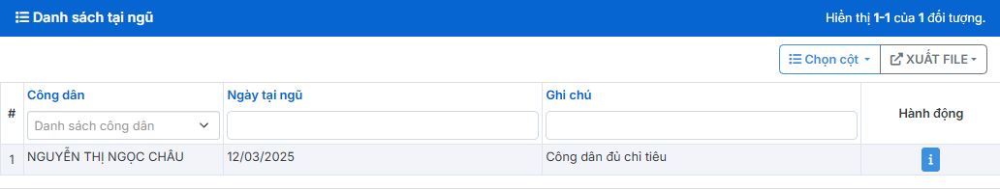 Danh sách tại ngũ
Hiển thị 1-1 của 1 đối tượng.
Chọn cột
XUẤT FILE
# Công dân Ngày tại ngũ Ghi chú Hành động
Danh sách công dân
1 NGUYỄN THỊ NGỌC CHÂU 12/03/2025 Công dân đủ chỉ tiêu